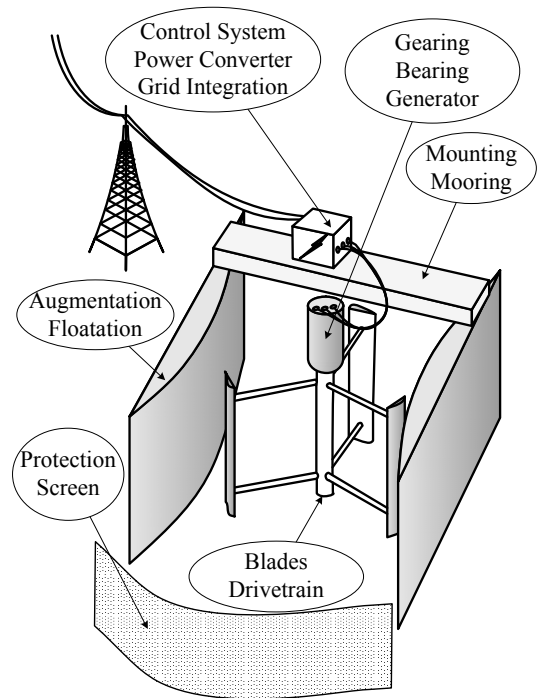 Control System
Power Converter
Grid Integration
Gearing
Bearing
Generator
Mounting
Mooring
Augmentation
Floatation
Protection
Screen
Blades
Drivetrain